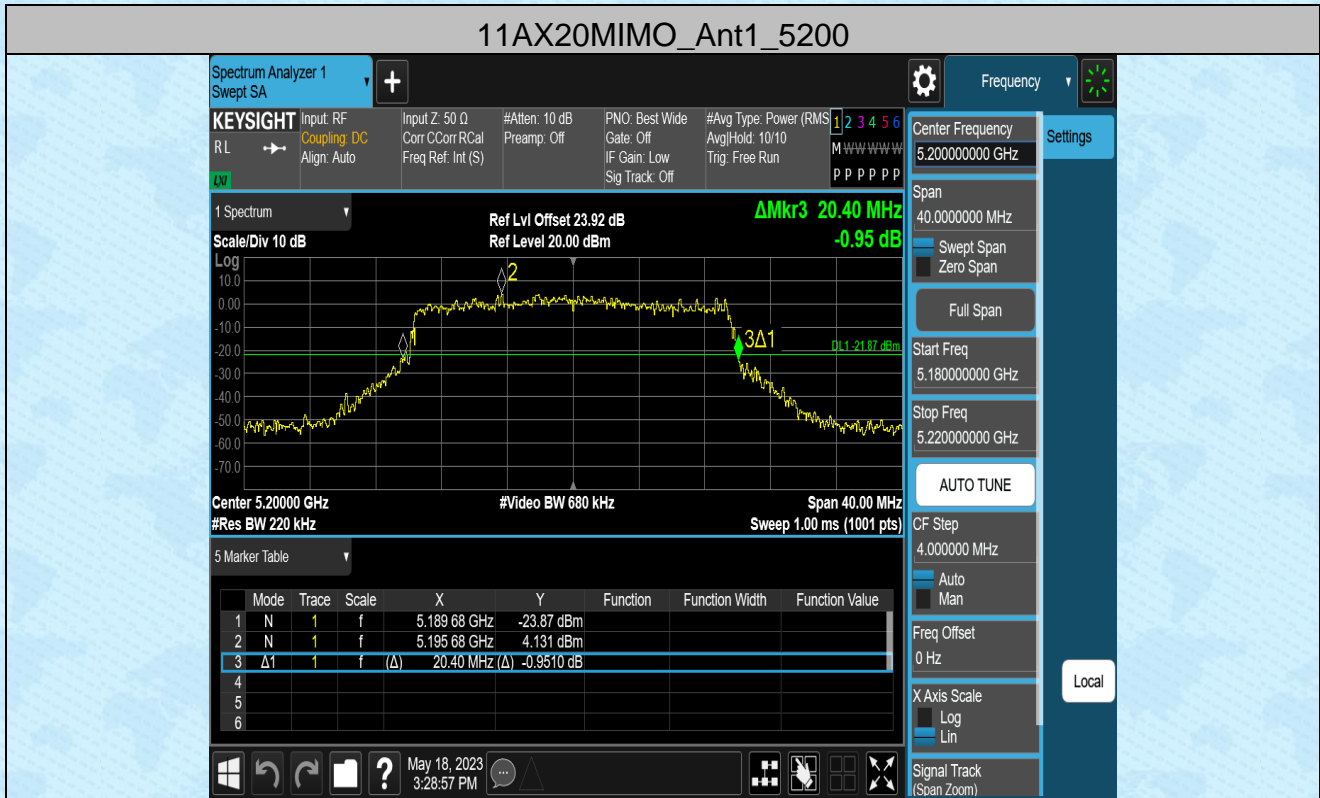 11AX20MIMO_Ant1_5200
Spectrum Analyzer 1
Swept SA
Frequency
KEYSIGHT
R L
LXI
Input: RF
Coupling: DC
Align: Auto
Input Z: 50 Ω
Corr CCorr RCal
Freq Ref: Int (S)
#Atten: 10 dB
Preamp: Off
PNO: Best Wide
Gate: Off
IF Gain: Low
Sig Track: Off
#Avg Type: Power (RMS
Avg|Hold: 10/10
Trig: Free Run
1 2 3 4 5 6
M W W W W W
P P P P P P
1 Spectrum
Scale/Div 10 dB
Ref Lvl Offset 23.92 dB
Ref Level 20.00 dBm
ΔMkr3 20.40 MHz
-0.95 dB
Log
10.0
0.00
-10.0
-20.0
-30.0
-40.0
-50.0
-60.0
-70.0
2
3Δ1
DL1 -21.87 dBm
Center 5.20000 GHz
#Video BW 680 kHz
Span 40.00 MHz
#Res BW 220 kHz
Sweep 1.00 ms (1001 pts)
5 Marker Table
Mode Trace Scale X Y Function Function Width Function Value
1 N 1 f 5.189 68 GHz -23.87 dBm
2 N 1 f 5.195 68 GHz 4.131 dBm
3 Δ1 1 f (Δ) 20.40 MHz (Δ) -0.9510 dB
4
5
6
May 18, 2023
3:28:57 PM
Center Frequency
5.200000000 GHz
Settings
Span
40.0000000 MHz
Swept Span
Zero Span
Full Span
Start Freq
5.180000000 GHz
Stop Freq
5.220000000 GHz
AUTO TUNE
CF Step
4.000000 MHz
Auto
Man
Freq Offset
0 Hz
X Axis Scale
Log
Lin
Local
Signal Track
(Span Zoom)